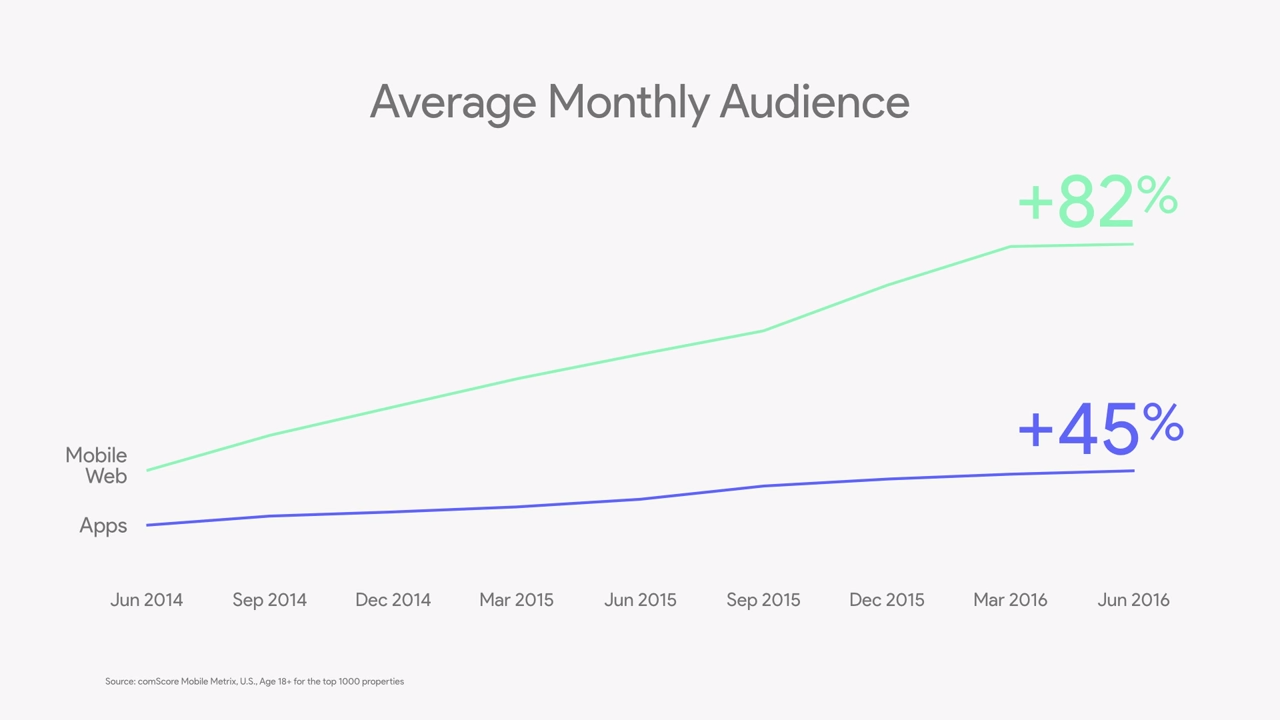 Average Monthly Audience
+82%
+45%
Mobile
Web
Apps
Jun 2014 Sep 2014 Dec 2014 Mar 2015 Jun 2015 Sep 2015 Dec 2015 Mar 2016 Jun 2016
Source: comScore Mobile Metrix, U.S., Age 18+ for the top 1000 properties